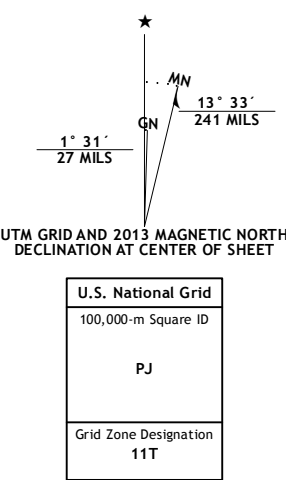 ★
MN
GN
13° 33´
241 MILS
1° 31´
27 MILS
UTM GRID AND 2013 MAGNETIC NORTH
DECLINATION AT CENTER OF SHEET
U.S. National Grid
100,000-m Square ID
PJ
Grid Zone Designation
11T